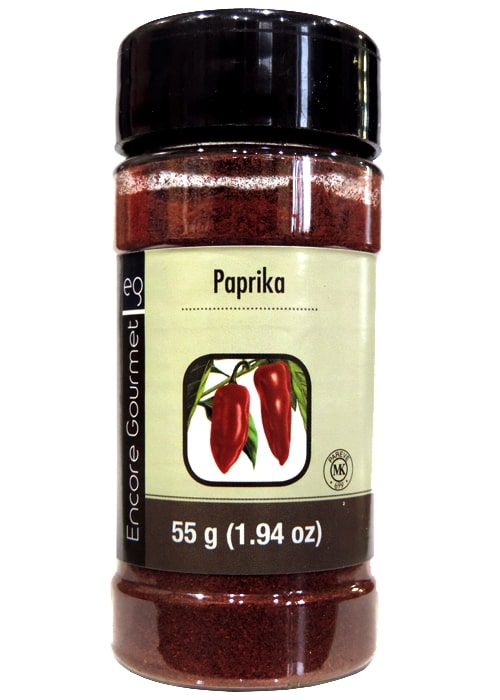 Paprika
eg
Encore Gourmet
PAREVE
MK
55 g (1.94 oz)